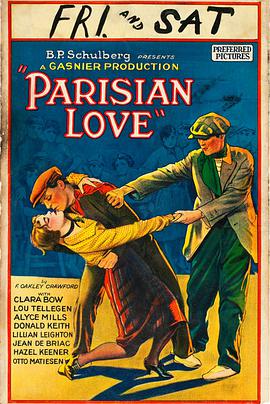 FRI. AND SAT
B.P. Schulberg PRESENTS
A GASNIER PRODUCTION
PREFERRED
PICTURES
"PARISIAN
LOVE"
by
F. OAKLEY CRAWFORD
WITH
CLARA BOW
LOU TELLEGEN
ALYCE MILLS
DONALD KEITH
LILLIAN LEIGHTON
JEAN DE BRIAC
HAZEL KEENER
OTTO MATIESEN